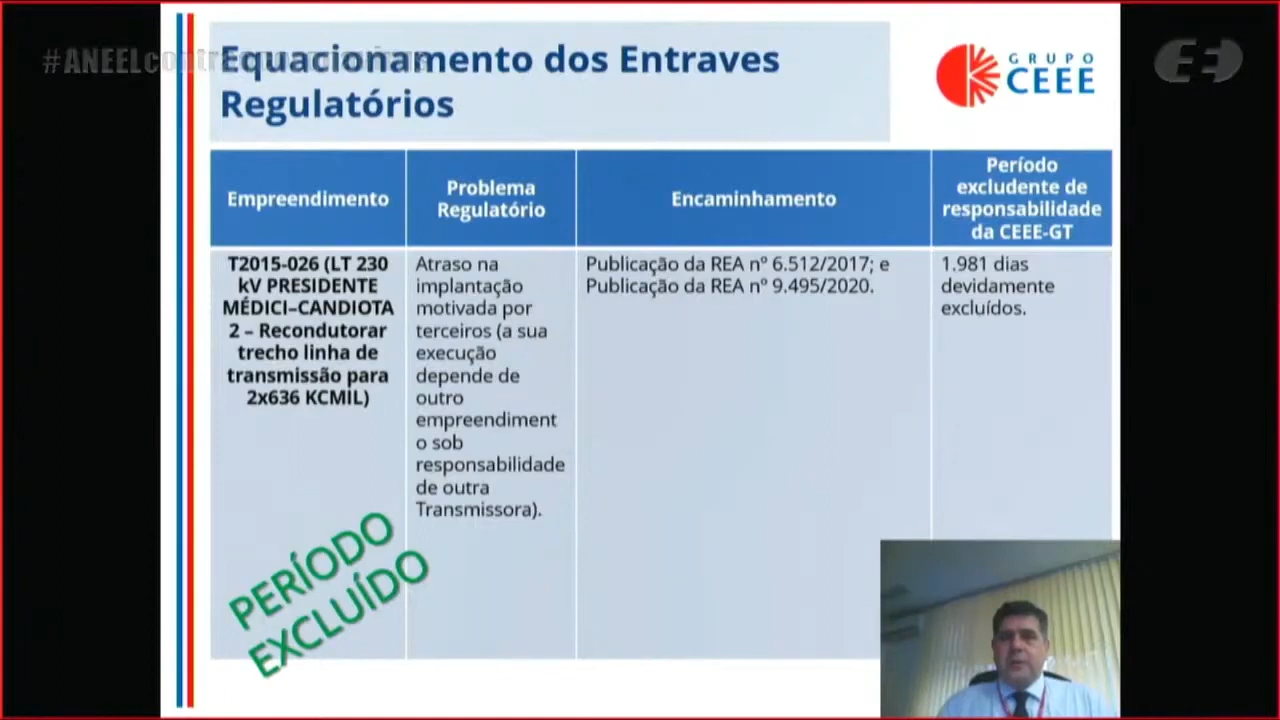 #ANEELcontra
Equacionamento dos Entraves
Regulatórios
GRUPO
CEEE
Empreendimento
Problema
Regulatório
Encaminhamento
Período
excludente de
responsabilidade
da CEEE-GT
T2015-026 (LT 230
kV PRESIDENTE
MÉDICI–CANDIOTA
2 – Recondutorar
trecho linha de
transmissão para
2x636 KCMIL)
Atraso na
implantação
motivada por
terceiros (a sua
execução
depende de
outro
empreendiment
o sob
responsabilidade
de outra
Transmissora).
Publicação da REA nº 6.512/2017; e
Publicação da REA nº 9.495/2020.
1.981 dias
devidamente
excluídos.
PERÍODO
EXCLUÍDO